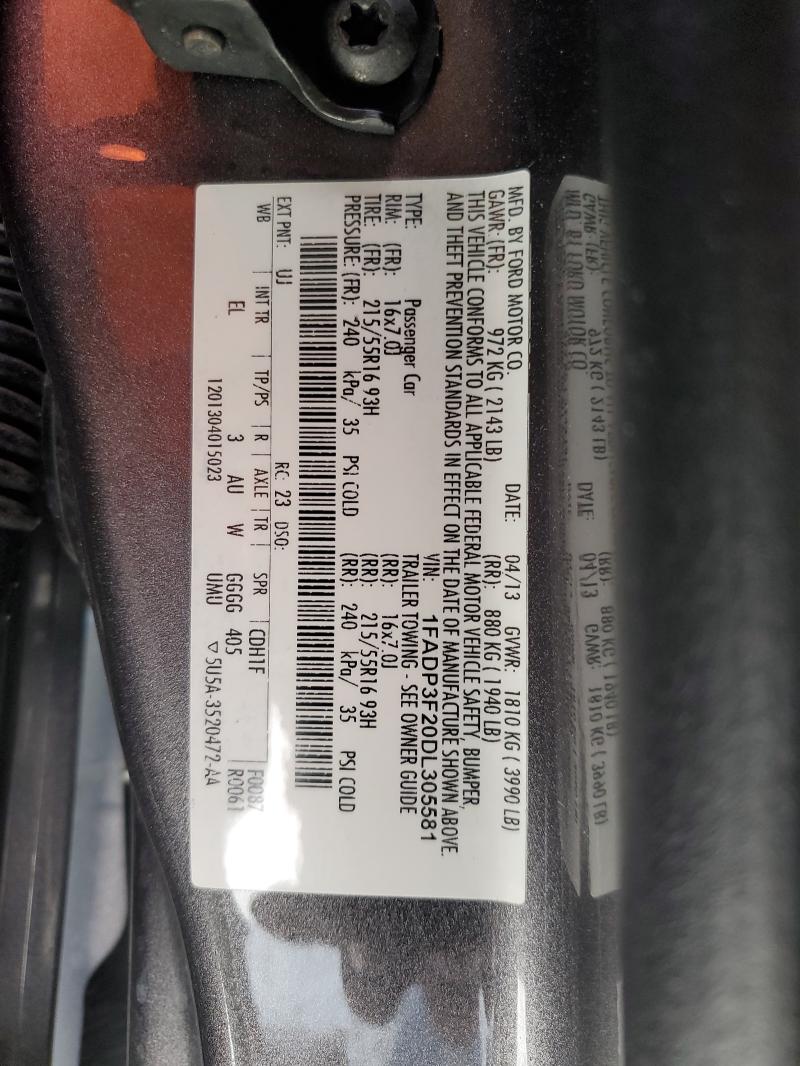 MFD. BY FORD MOTOR CO. DATE: 04/13 GVWR: 1810 KG ( 3990 LB)
GAWR: (FR): 972 KG ( 2143 LB) (RR): 880 KG ( 1940 LB)
THIS VEHICLE CONFORMS TO ALL APPLICABLE FEDERAL MOTOR VEHICLE SAFETY, BUMPER,
AND THEFT PREVENTION STANDARDS IN EFFECT ON THE DATE OF MANUFACTURE SHOWN ABOVE.
VIN: 1FADP3F20DL305581
TYPE: Passenger Car TRAILER TOWING - SEE OWNER GUIDE
RIM: (FR): 16x7.0J (RR): 16x7.0J
TIRE: (FR): 215/55R16 93H (RR): 215/55R16 93H
PRESSURE: (FR): 240 kPa/ 35 PSI COLD (RR): 240 kPa/ 35 PSI COLD
EXT PNT: UJ RC: 23 DSO: F0087
WB INT TR TP/PS R AXLE TR SPR CDH1F R0061
EL 3 AU W GGGG 405
1201304015023 UMU ▽5U5A-3520472-AA